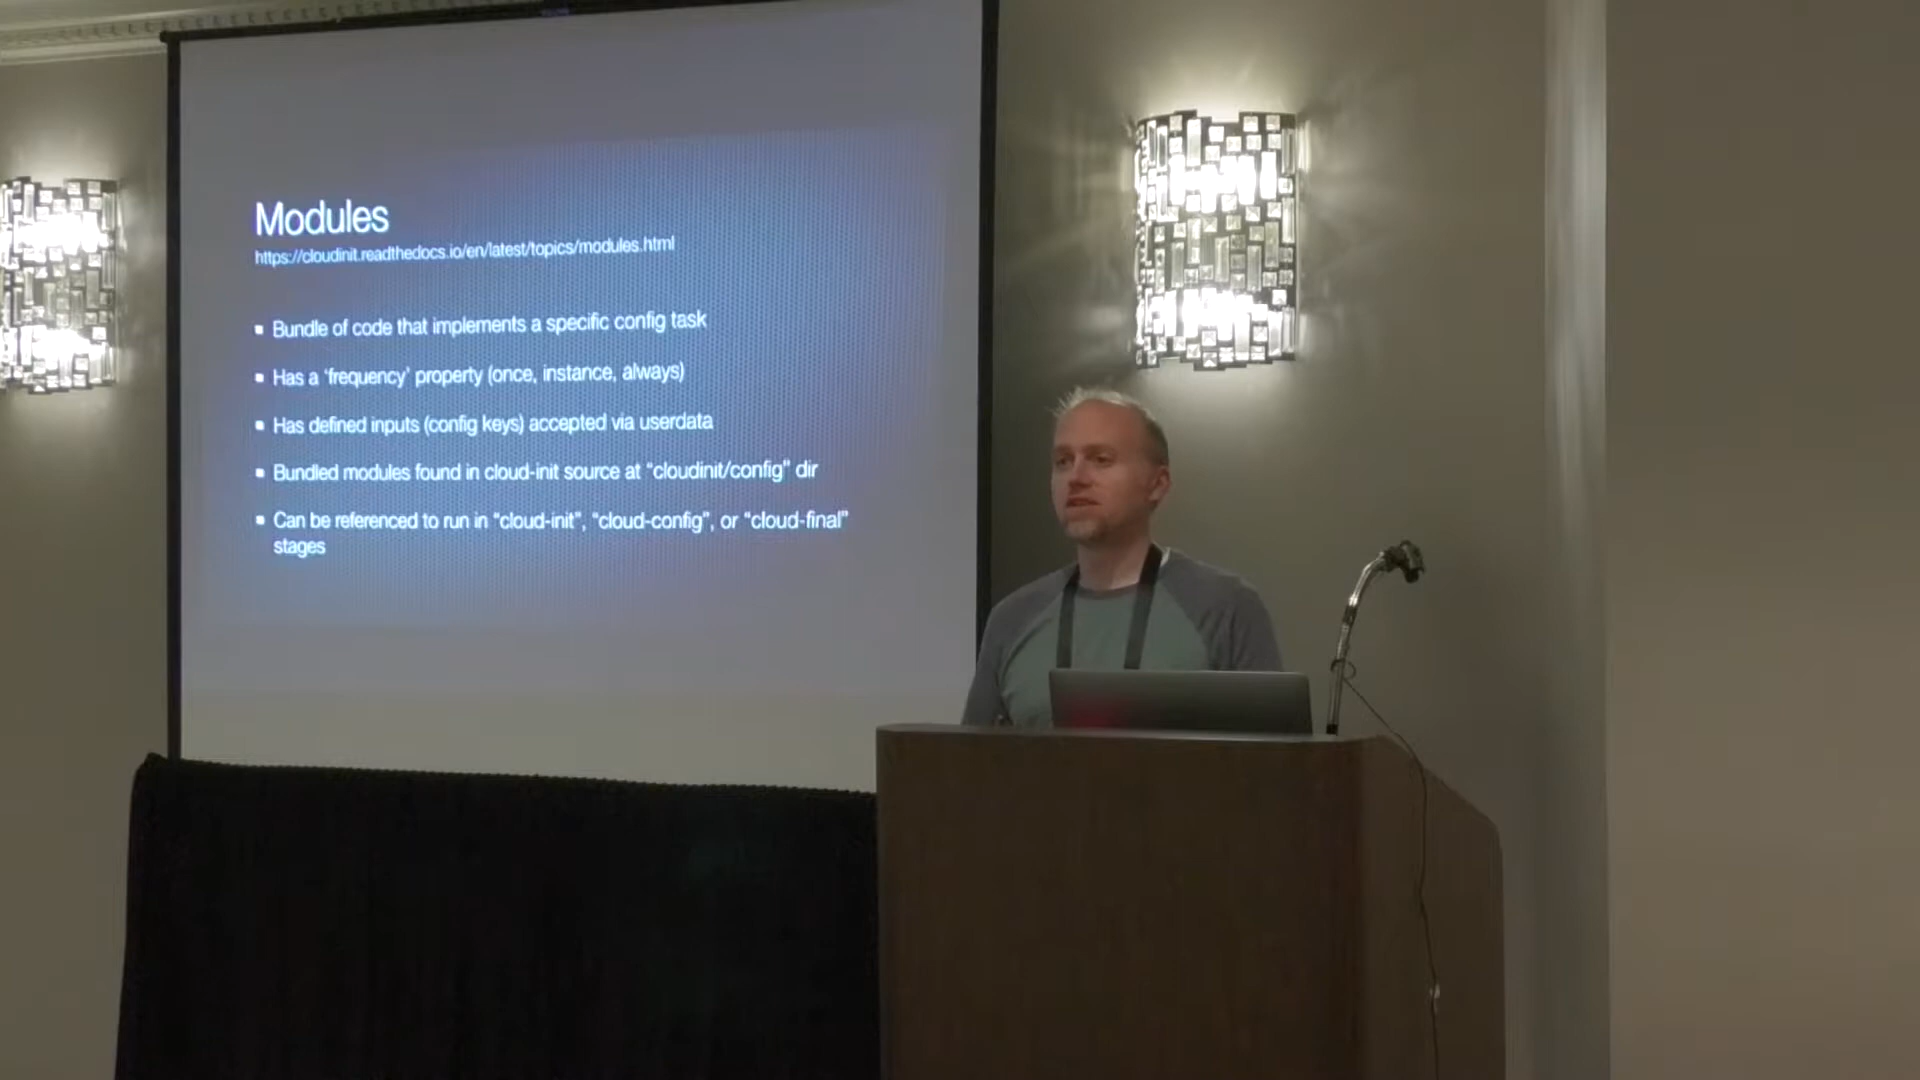 Modules
https://cloudinit.readthedocs.io/en/latest/topics/modules.html
▪ Bundle of code that implements a specific config task
▪ Has a ‘frequency’ property (once, instance, always)
▪ Has defined inputs (config keys) accepted via userdata
▪ Bundled modules found in cloud-init source at “cloudinit/config” dir
▪ Can be referenced to run in “cloud-init”, “cloud-config”, or “cloud-final”
stages